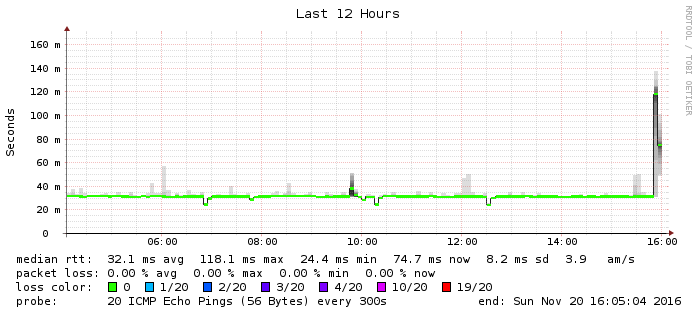 Last 12 Hours
RRDTOOL / TOBI OETIKER
Seconds
160 m
140 m
120 m
100 m
80 m
60 m
40 m
20 m
0
06:00 08:00 10:00 12:00 14:00 16:00
median rtt: 32.1 ms avg 118.1 ms max 24.4 ms min 74.7 ms now 8.2 ms sd 3.9 am/s
packet loss: 0.00 % avg 0.00 % max 0.00 % min 0.00 % now
loss color: 0 1/20 2/20 3/20 4/20 10/20 19/20
probe: 20 ICMP Echo Pings (56 Bytes) every 300s end: Sun Nov 20 16:05:04 2016